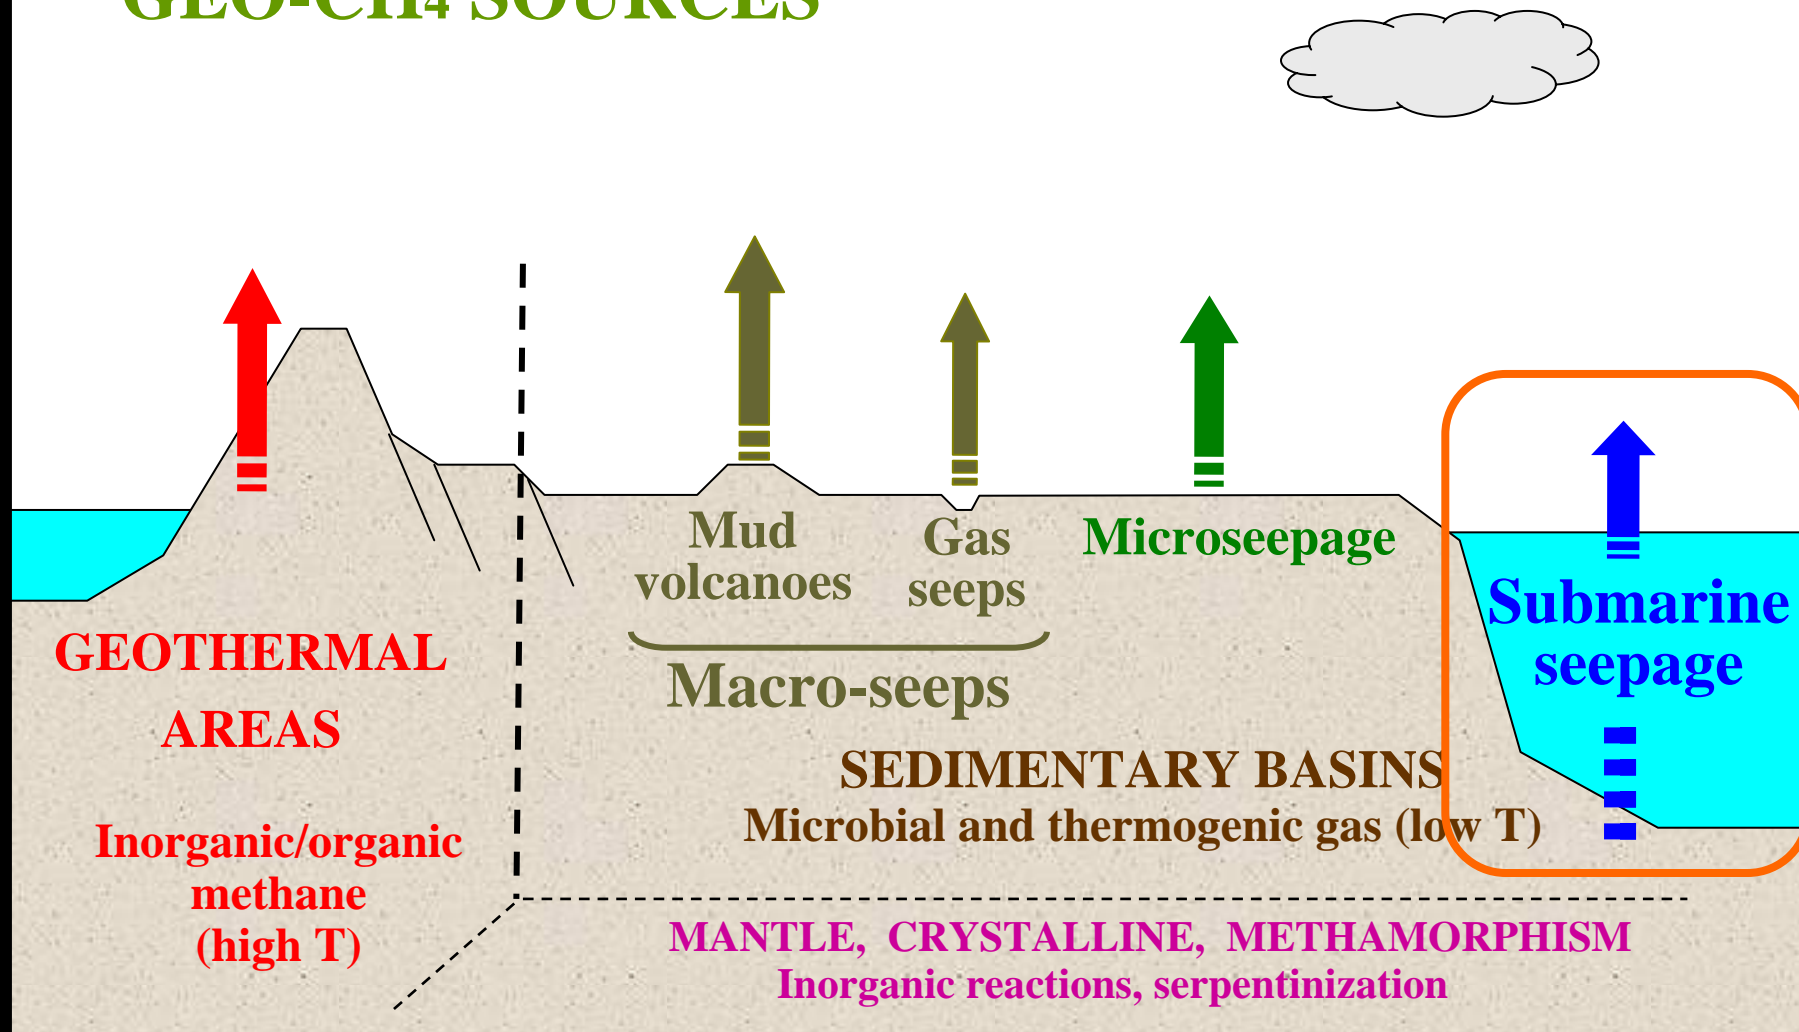 GEO-CH4 SOURCES
Mud
volcanoes
Gas
seeps
Microseepage
Macro-seeps
Submarine
seepage
GEOTHERMAL
AREAS
Inorganic/organic
methane
(high T)
SEDIMENTARY BASINS
Microbial and thermogenic gas (low T)
MANTLE, CRYSTALLINE, METHAMORPHISM
Inorganic reactions, serpentinization